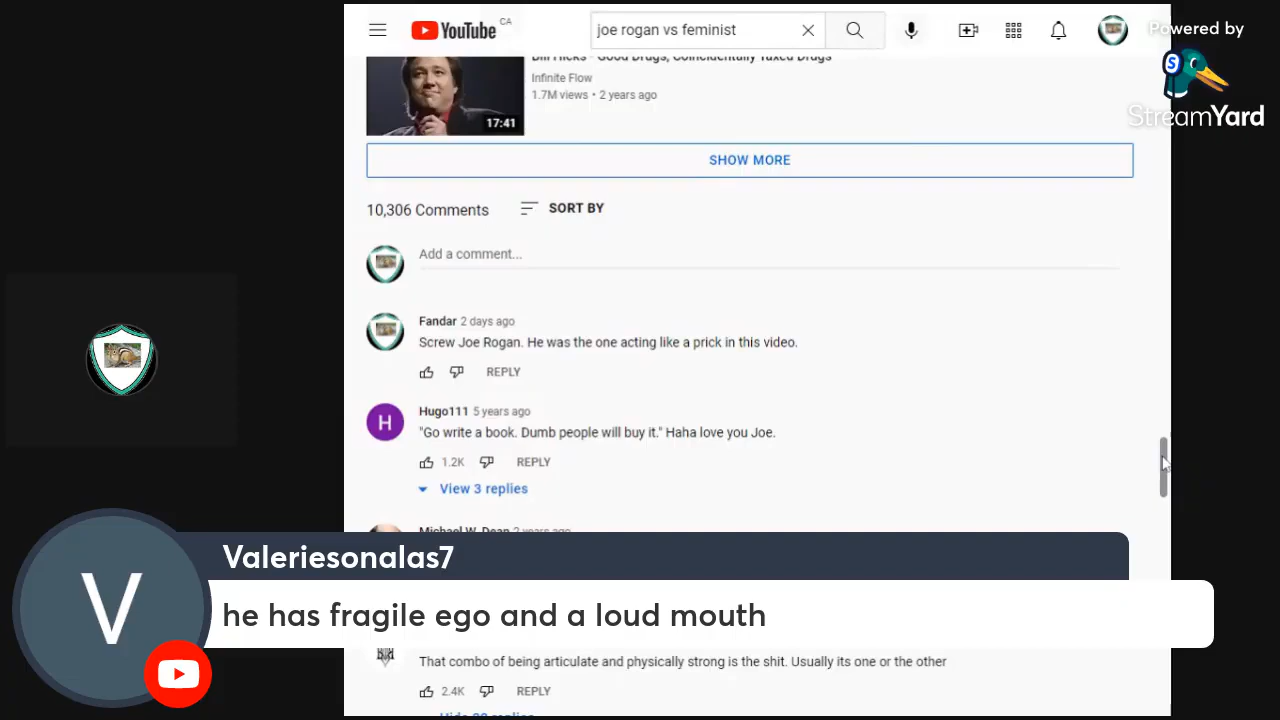 CA
YouTube
joe rogan vs feminist
Powered by
S
StreamYard
Bill Hicks - Good Drugs, Coincidentally Taxed Drugs
Infinite Flow
1.7M views • 2 years ago
17:41
SHOW MORE
10,306 Comments
SORT BY
Add a comment...
Fandar 2 days ago
Screw Joe Rogan. He was the one acting like a prick in this video.
REPLY
H
Hugo111 5 years ago
"Go write a book. Dumb people will buy it." Haha love you Joe.
1.2K REPLY
View 3 replies
Michael W. Dean 2 years ago
V
Valeriesonalas7
he has fragile ego and a loud mouth
That combo of being articulate and physically strong is the shit. Usually its one or the other
2.4K REPLY